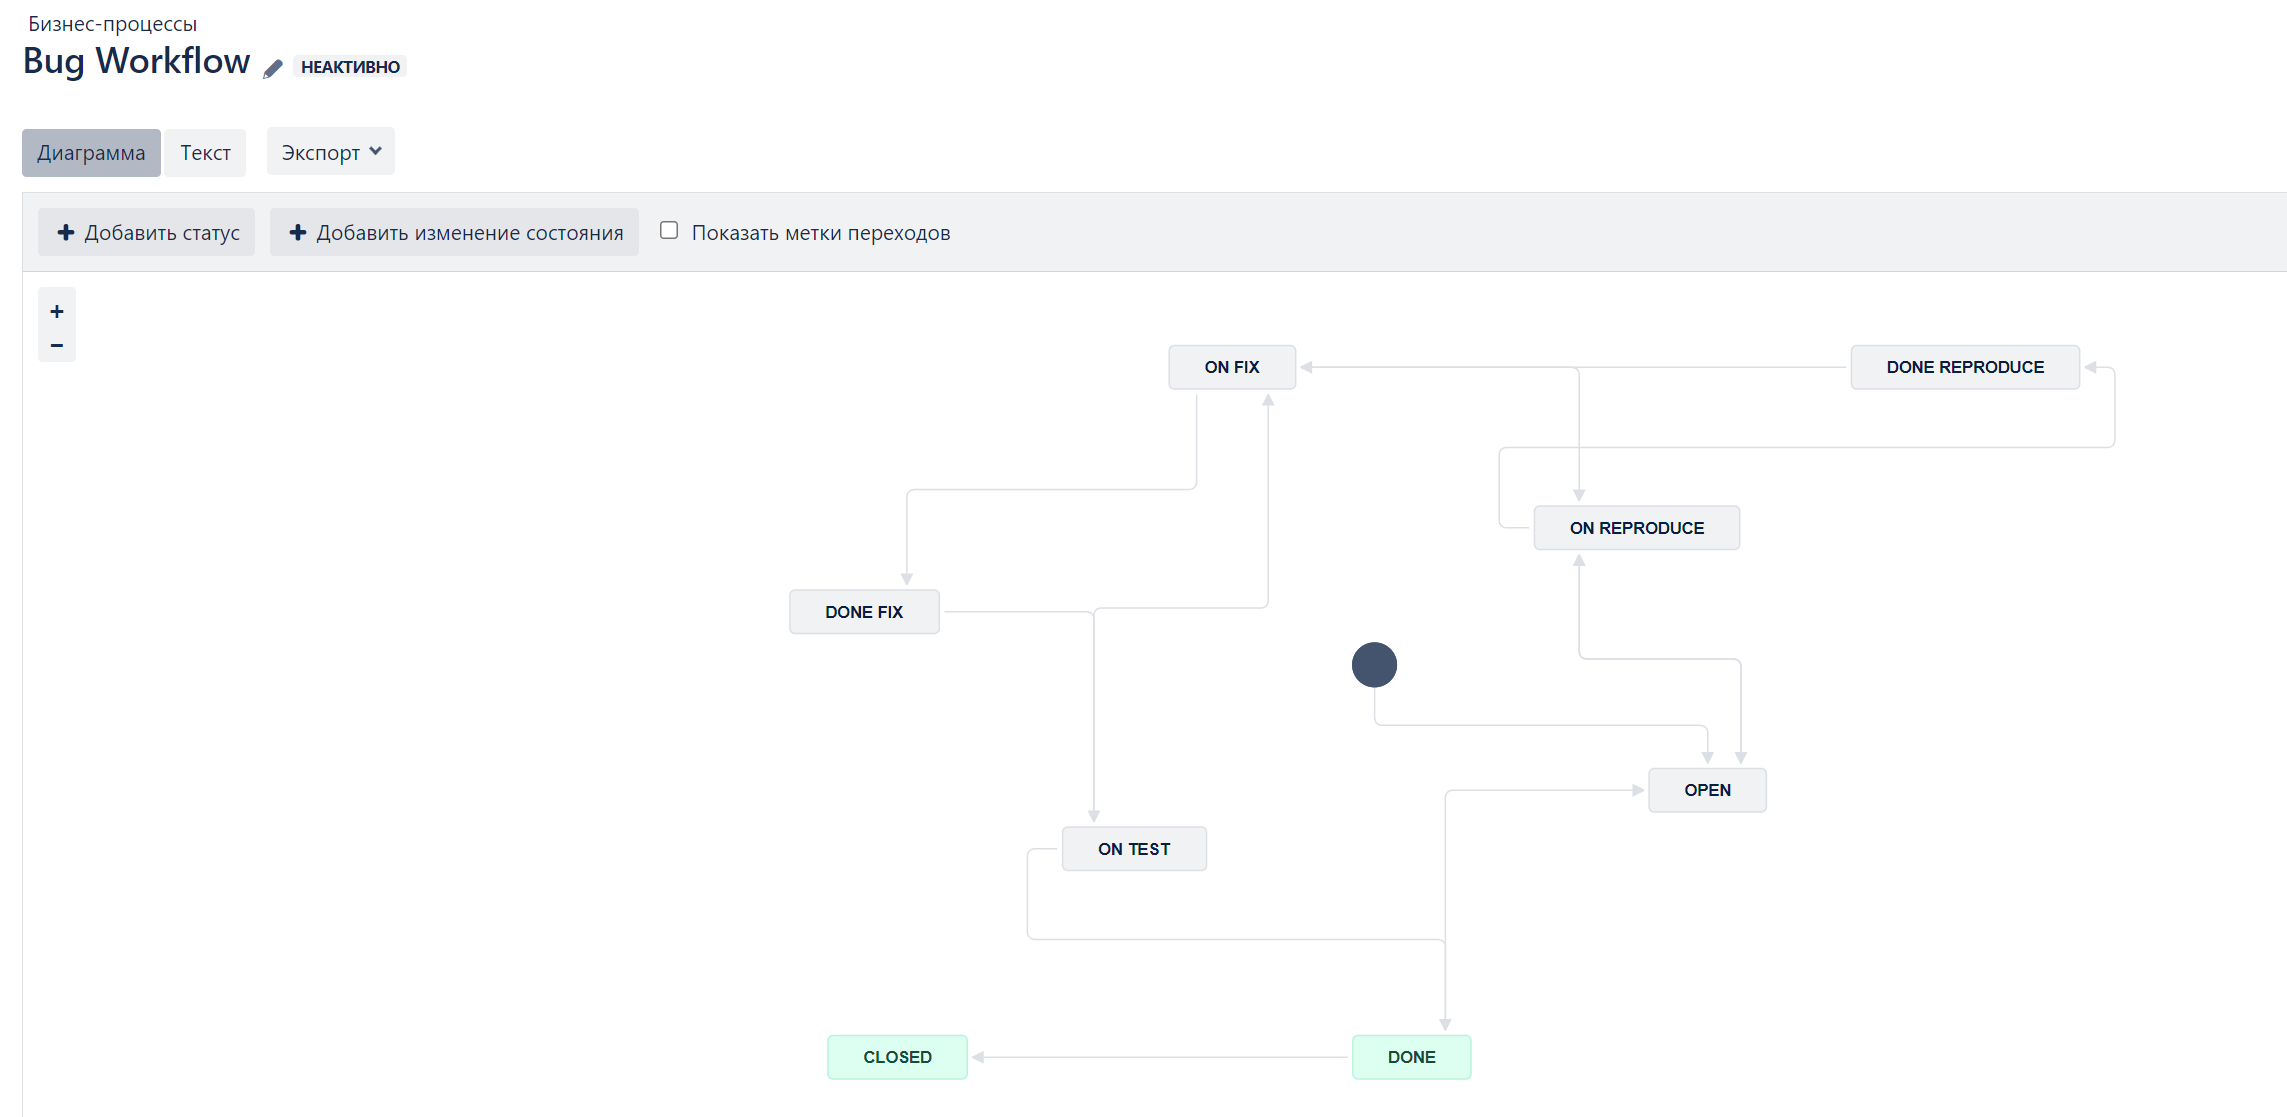 Бизнес-процессы
Bug Workflow НЕАКТИВНО
Диаграмма Текст Экспорт
+ Добавить статус + Добавить изменение состояния Показать метки переходов
+
−
ON FIX DONE REPRODUCE
ON REPRODUCE
DONE FIX
OPEN
ON TEST
CLOSED DONE